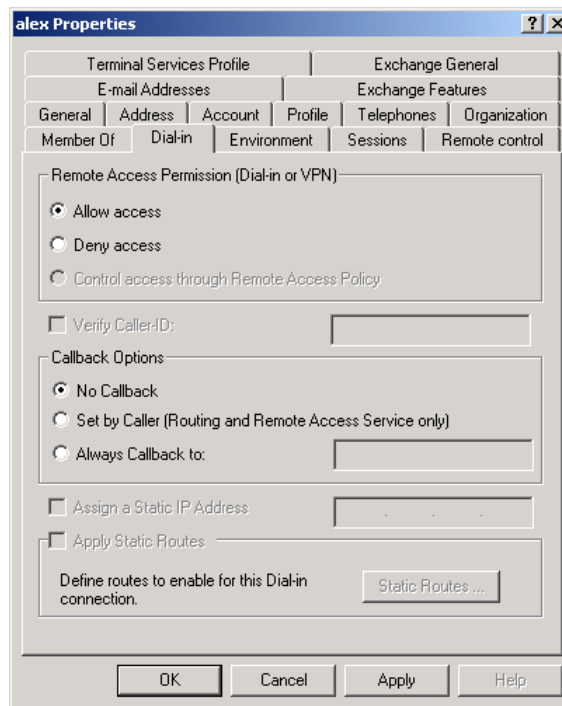 alex Properties
Terminal Services Profile Exchange General
E-mail Addresses Exchange Features
General Address Account Profile Telephones Organization
Member Of Dial-in Environment Sessions Remote control
Remote Access Permission (Dial-in or VPN)
Allow access
Deny access
Control access through Remote Access Policy
Verify Caller-ID:
Callback Options
No Callback
Set by Caller (Routing and Remote Access Service only)
Always Callback to:
Assign a Static IP Address
Apply Static Routes
Define routes to enable for this Dial-in
connection.
Static Routes ...
OK Cancel Apply Help